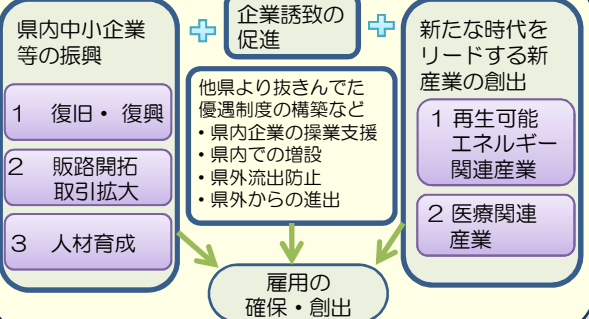 県内中小企業
等の振興
1 復旧・ 復興
2 販路開拓
取引拡大
3 人材育成
企業誘致の
促進
他県より抜きんでた
優遇制度の構築など
・県内企業の操業支援
・県内での増設
・県外流出防止
・県外からの進出
新たな時代を
リードする新
産業の創出
1 再生可能
エネルギー
関連産業
2 医療関連
産業
雇用の
確保・創出